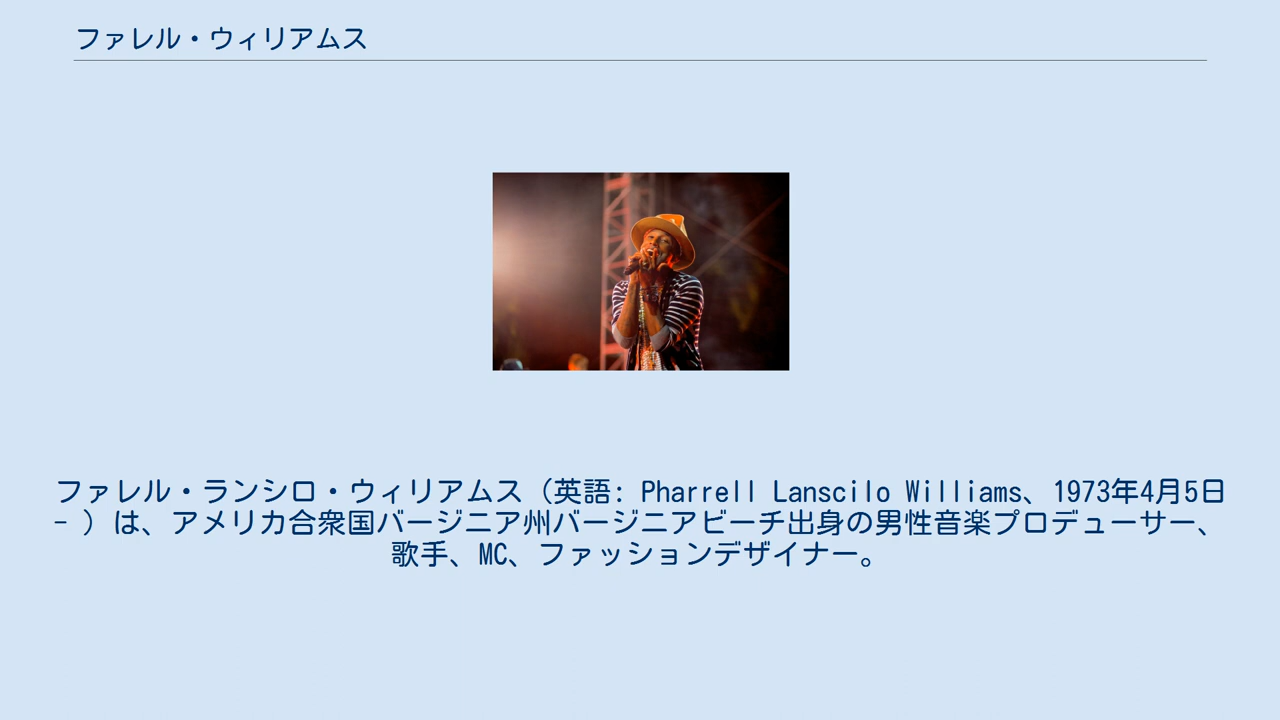 ファレル・ウィリアムス
ファレル・ランシロ・ウィリアムス（英語: Pharrell Lanscilo Williams、1973年4月5日
- ）は、アメリカ合衆国バージニア州バージニアビーチ出身の男性音楽プロデューサー、
歌手、MC、ファッションデザイナー。